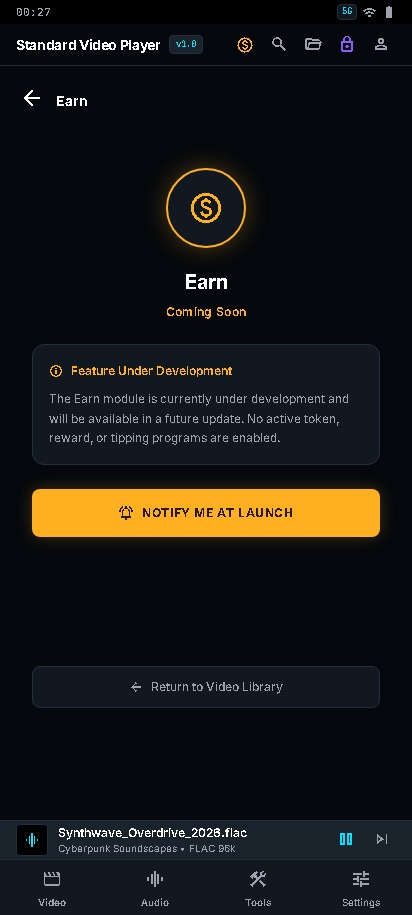 00:27
5G
Standard Video Player v1.0
Earn
Earn
Coming Soon
Feature Under Development
The Earn module is currently under development and
will be available in a future update. No active token,
reward, or tipping programs are enabled.
NOTIFY ME AT LAUNCH
Return to Video Library
Synthwave_Overdrive_2026.flac
Cyberpunk Soundscapes • FLAC 96k
Video Audio Tools Settings